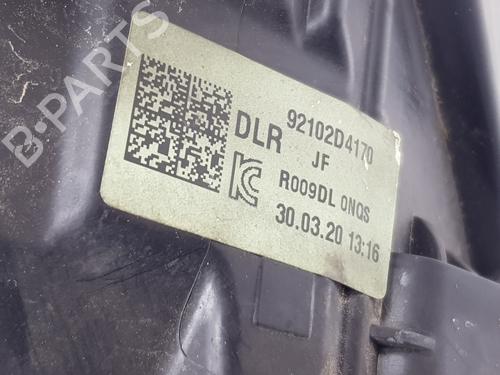 B-PARTS
92102D4170
DLR
JF
R009DL 0NQS
30.03.20 13:16